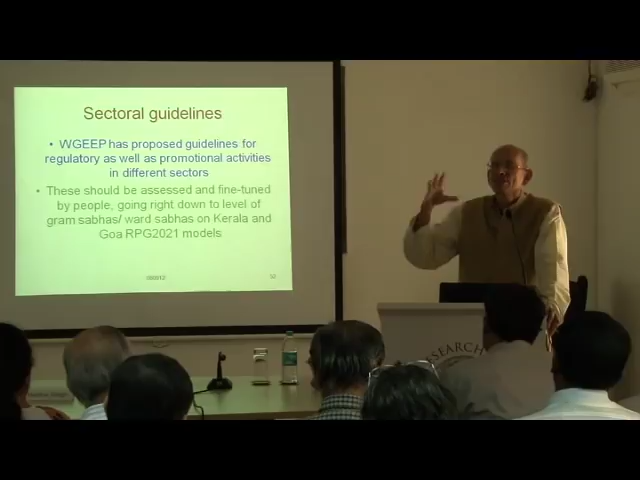 Sectoral guidelines
• WGEEP has proposed guidelines for
regulatory as well as promotional activities
in different sectors
• These should be assessed and fine-tuned
by people, going right down to level of
gram sabhas/ ward sabhas on Kerala and
Goa RPG2021 models
52
RESEARCH